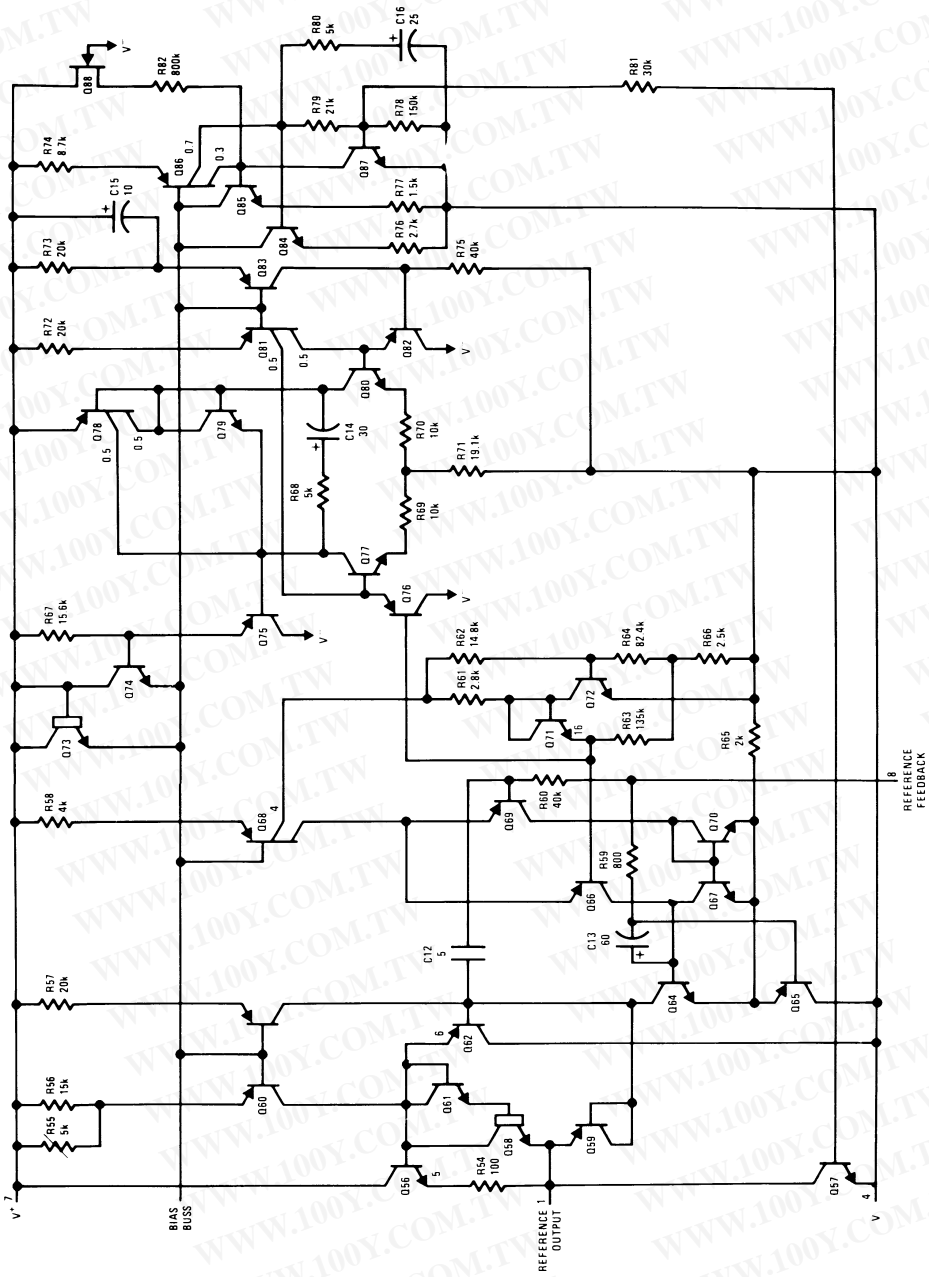 V+ 7
BIAS
BUSS
REFERENCE 1
OUTPUT
V 4
REFERENCE
FEEDBACK
8
R55
5k
R56
15k
R57
20k
R58
4k
R67
15.6k
R72
20k
R73
20k
C15
+
10
R74
8.7k
Q88
V-
R82
800k
Q56
5
R54
100
Q57
Q58
Q59
Q60
Q61
Q62
6
C12
5
Q64
Q65
C13
60
+
R59
800
Q66
Q67
Q68
4
Q69
R60
40k
Q70
Q71
16
Q72
R61
2.8k
R62
14.8k
R63
135k
R64
82.4k
R65
2k
R66
2.5k
Q73
Q74
Q75
V
Q76
V-
Q77
R68
5k
C14
30
+
R69
10k
R70
10k
R71
19.1k
Q78
0.5
0.5
Q79
Q80
Q81
0.5
0.5
Q82
V-
Q83
R75
40k
Q84
R76
2.7k
Q85
R77
1.5k
Q86
0.7
0.3
Q87
R78
150k
R79
21k
R80
5k
C16
25
+
R81
30k
WWW.100Y.COM.TW